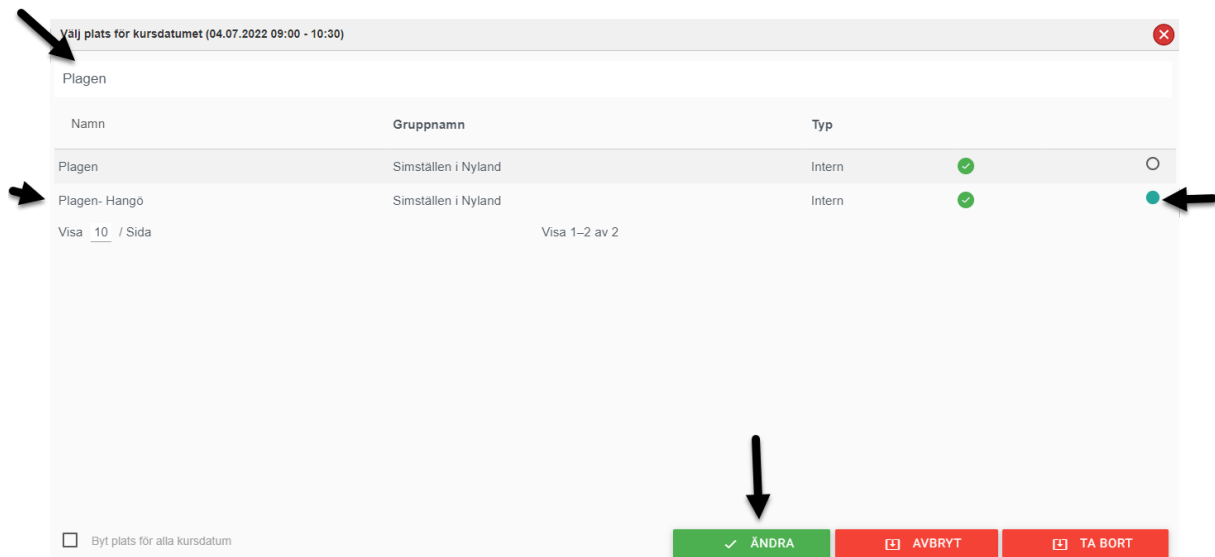 Välj plats för kursdatumet (04.07.2022 09:00 - 10:30)
Plagen
Namn Gruppnamn Typ
Plagen Simställen i Nyland Intern
Plagen- Hangö Simställen i Nyland Intern
Visa 10 / Sida Visa 1–2 av 2
Byt plats för alla kursdatum ÄNDRA AVBRYT TA BORT